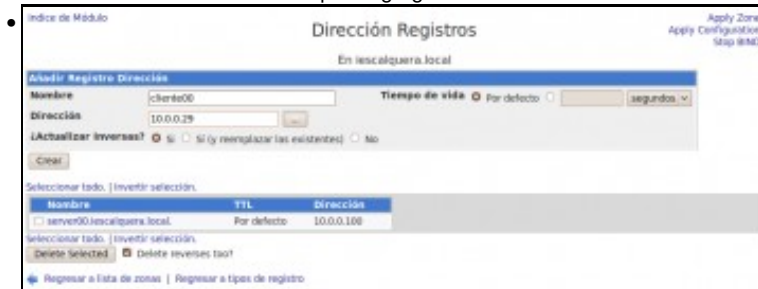 Índice de Módulo
Dirección Registros
Apply Zone
Apply Configuration
Stop BIND
En iescalquera.local
Añadir Registro Dirección
Nombre cliente00 Tiempo de vida Por defecto segundos
Dirección 10.0.0.29 ...
¿Actualizar inversas? Si Sí (y reemplazar las existentes) No
Crear
Seleccionar todo. | Invertir selección.
Nombre TTL Dirección
server00.iescalquera.local. Por defecto 10.0.0.100
Seleccionar todo. | Invertir selección.
Delete Selected Delete reverses too?
Regresar a lista de zonas | Regresar a tipos de registro